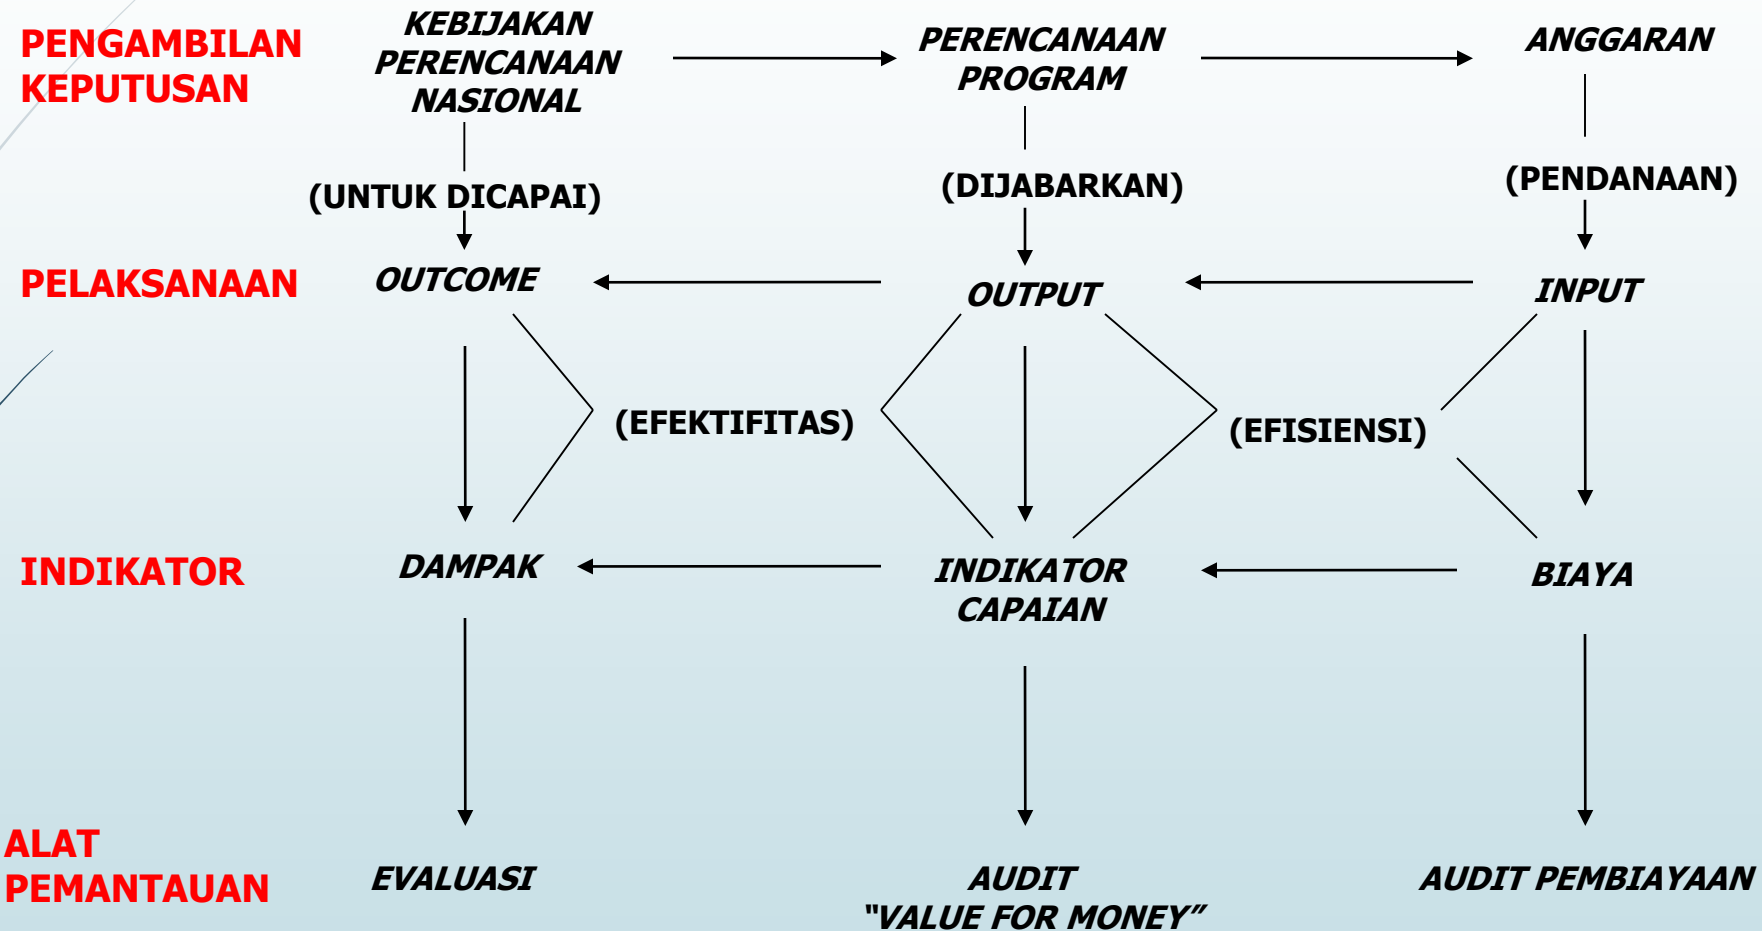 PENGAMBILAN
KEPUTUSAN
KEBIJAKAN
PERENCANAAN
NASIONAL
PERENCANAAN
PROGRAM
ANGGARAN
(UNTUK DICAPAI)
(DIJABARKAN)
(PENDANAAN)
PELAKSANAAN
OUTCOME
OUTPUT
INPUT
(EFEKTIFITAS)
(EFISIENSI)
INDIKATOR
DAMPAK
INDIKATOR
CAPAIAN
BIAYA
ALAT
PEMANTAUAN
EVALUASI
AUDIT
“VALUE FOR MONEY”
AUDIT PEMBIAYAAN